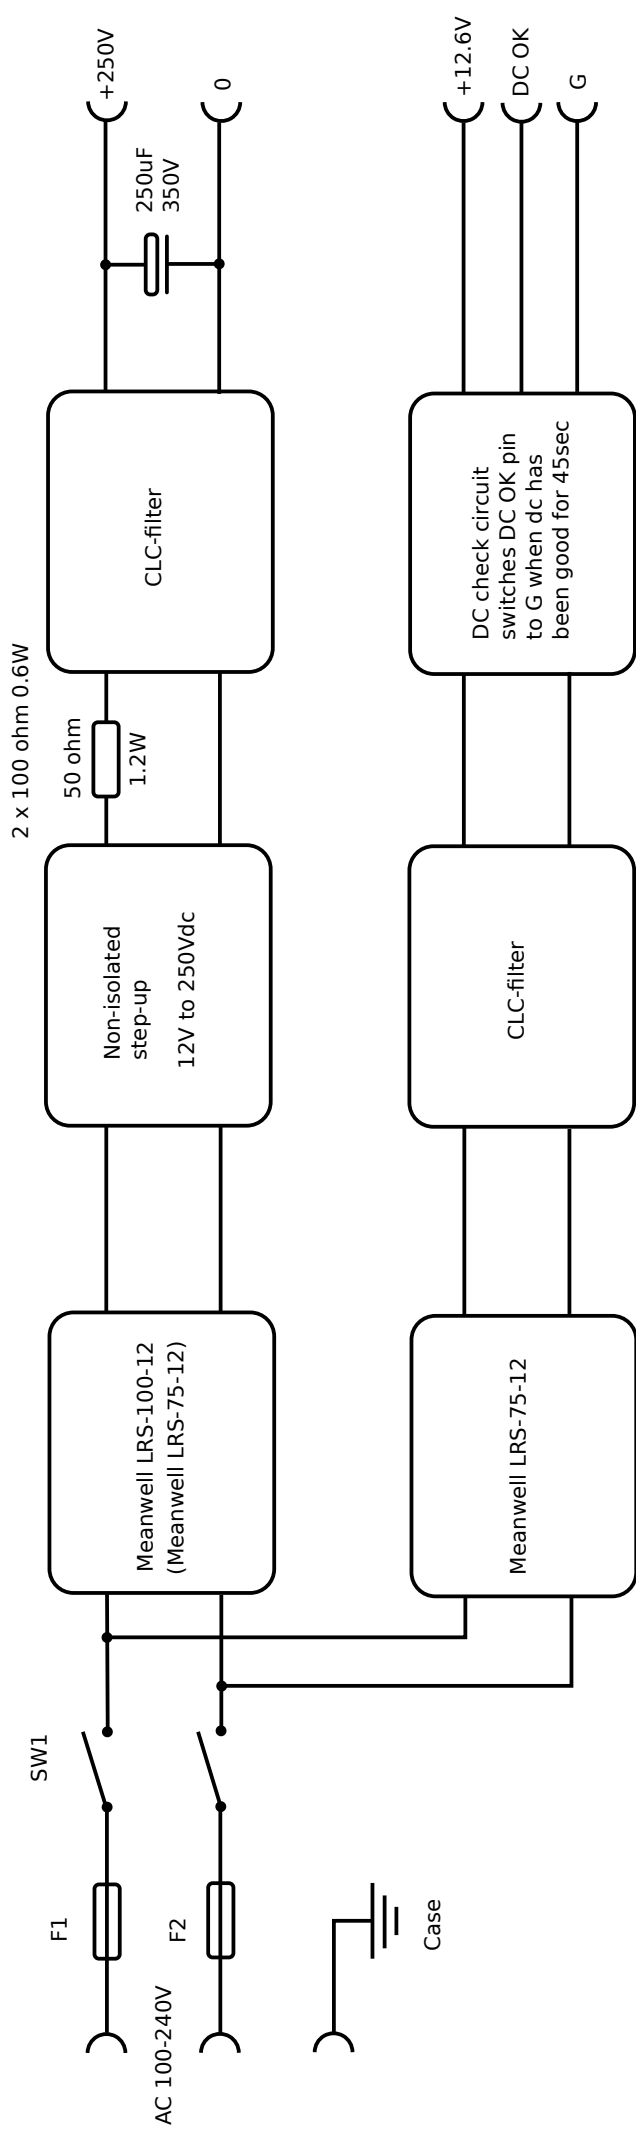 AC 100-240V
F1
F2
Case
SW1
Meanwell LRS-100-12
(Meanwell LRS-75-12)
Non-isolated
step-up
12V to 250Vdc
2 x 100 ohm 0.6W
50 ohm
1.2W
CLC-filter
250uF
350V
+250V
0
Meanwell LRS-75-12
CLC-filter
DC check circuit
switches DC OK pin
to G when dc has
been good for 45sec
+12.6V
DC OK
G